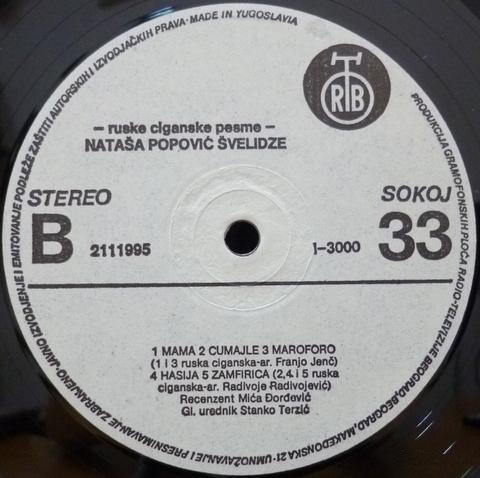 PRODUKCIJA GRAMOFONSKIH PLOČA RADIO-TELEVIZIJE BEOGRAD, BEOGRAD, MAKEDONSKA 21·UMNOŽAVANJE I PRESNIMAVANJE ZABRANJENO-JAVNO IZVODJENJE I EMITOVANJE PODLEŽE ZAŠTITI AUTORSKIH I IZVODJAČKIH PRAVA·MADE IN YUGOSLAVIA
RTB
– ruske ciganske pesme –
NATAŠA POPOVIĆ ŠVELIDZE
STEREO SOKOJ
B 2111995 1-3000 33
1 MAMA 2 CUMAJLE 3 MAROFORO
(1 i 3 ruska ciganska-ar. Franjo Jenč)
4 HASIJA 5 ZAMFIRICA (2,4.i 5 ruska
ciganska-ar. Radivoje Radivojević)
Recenzent Mića Đorđević
Gl. urednik Stanko Terzić